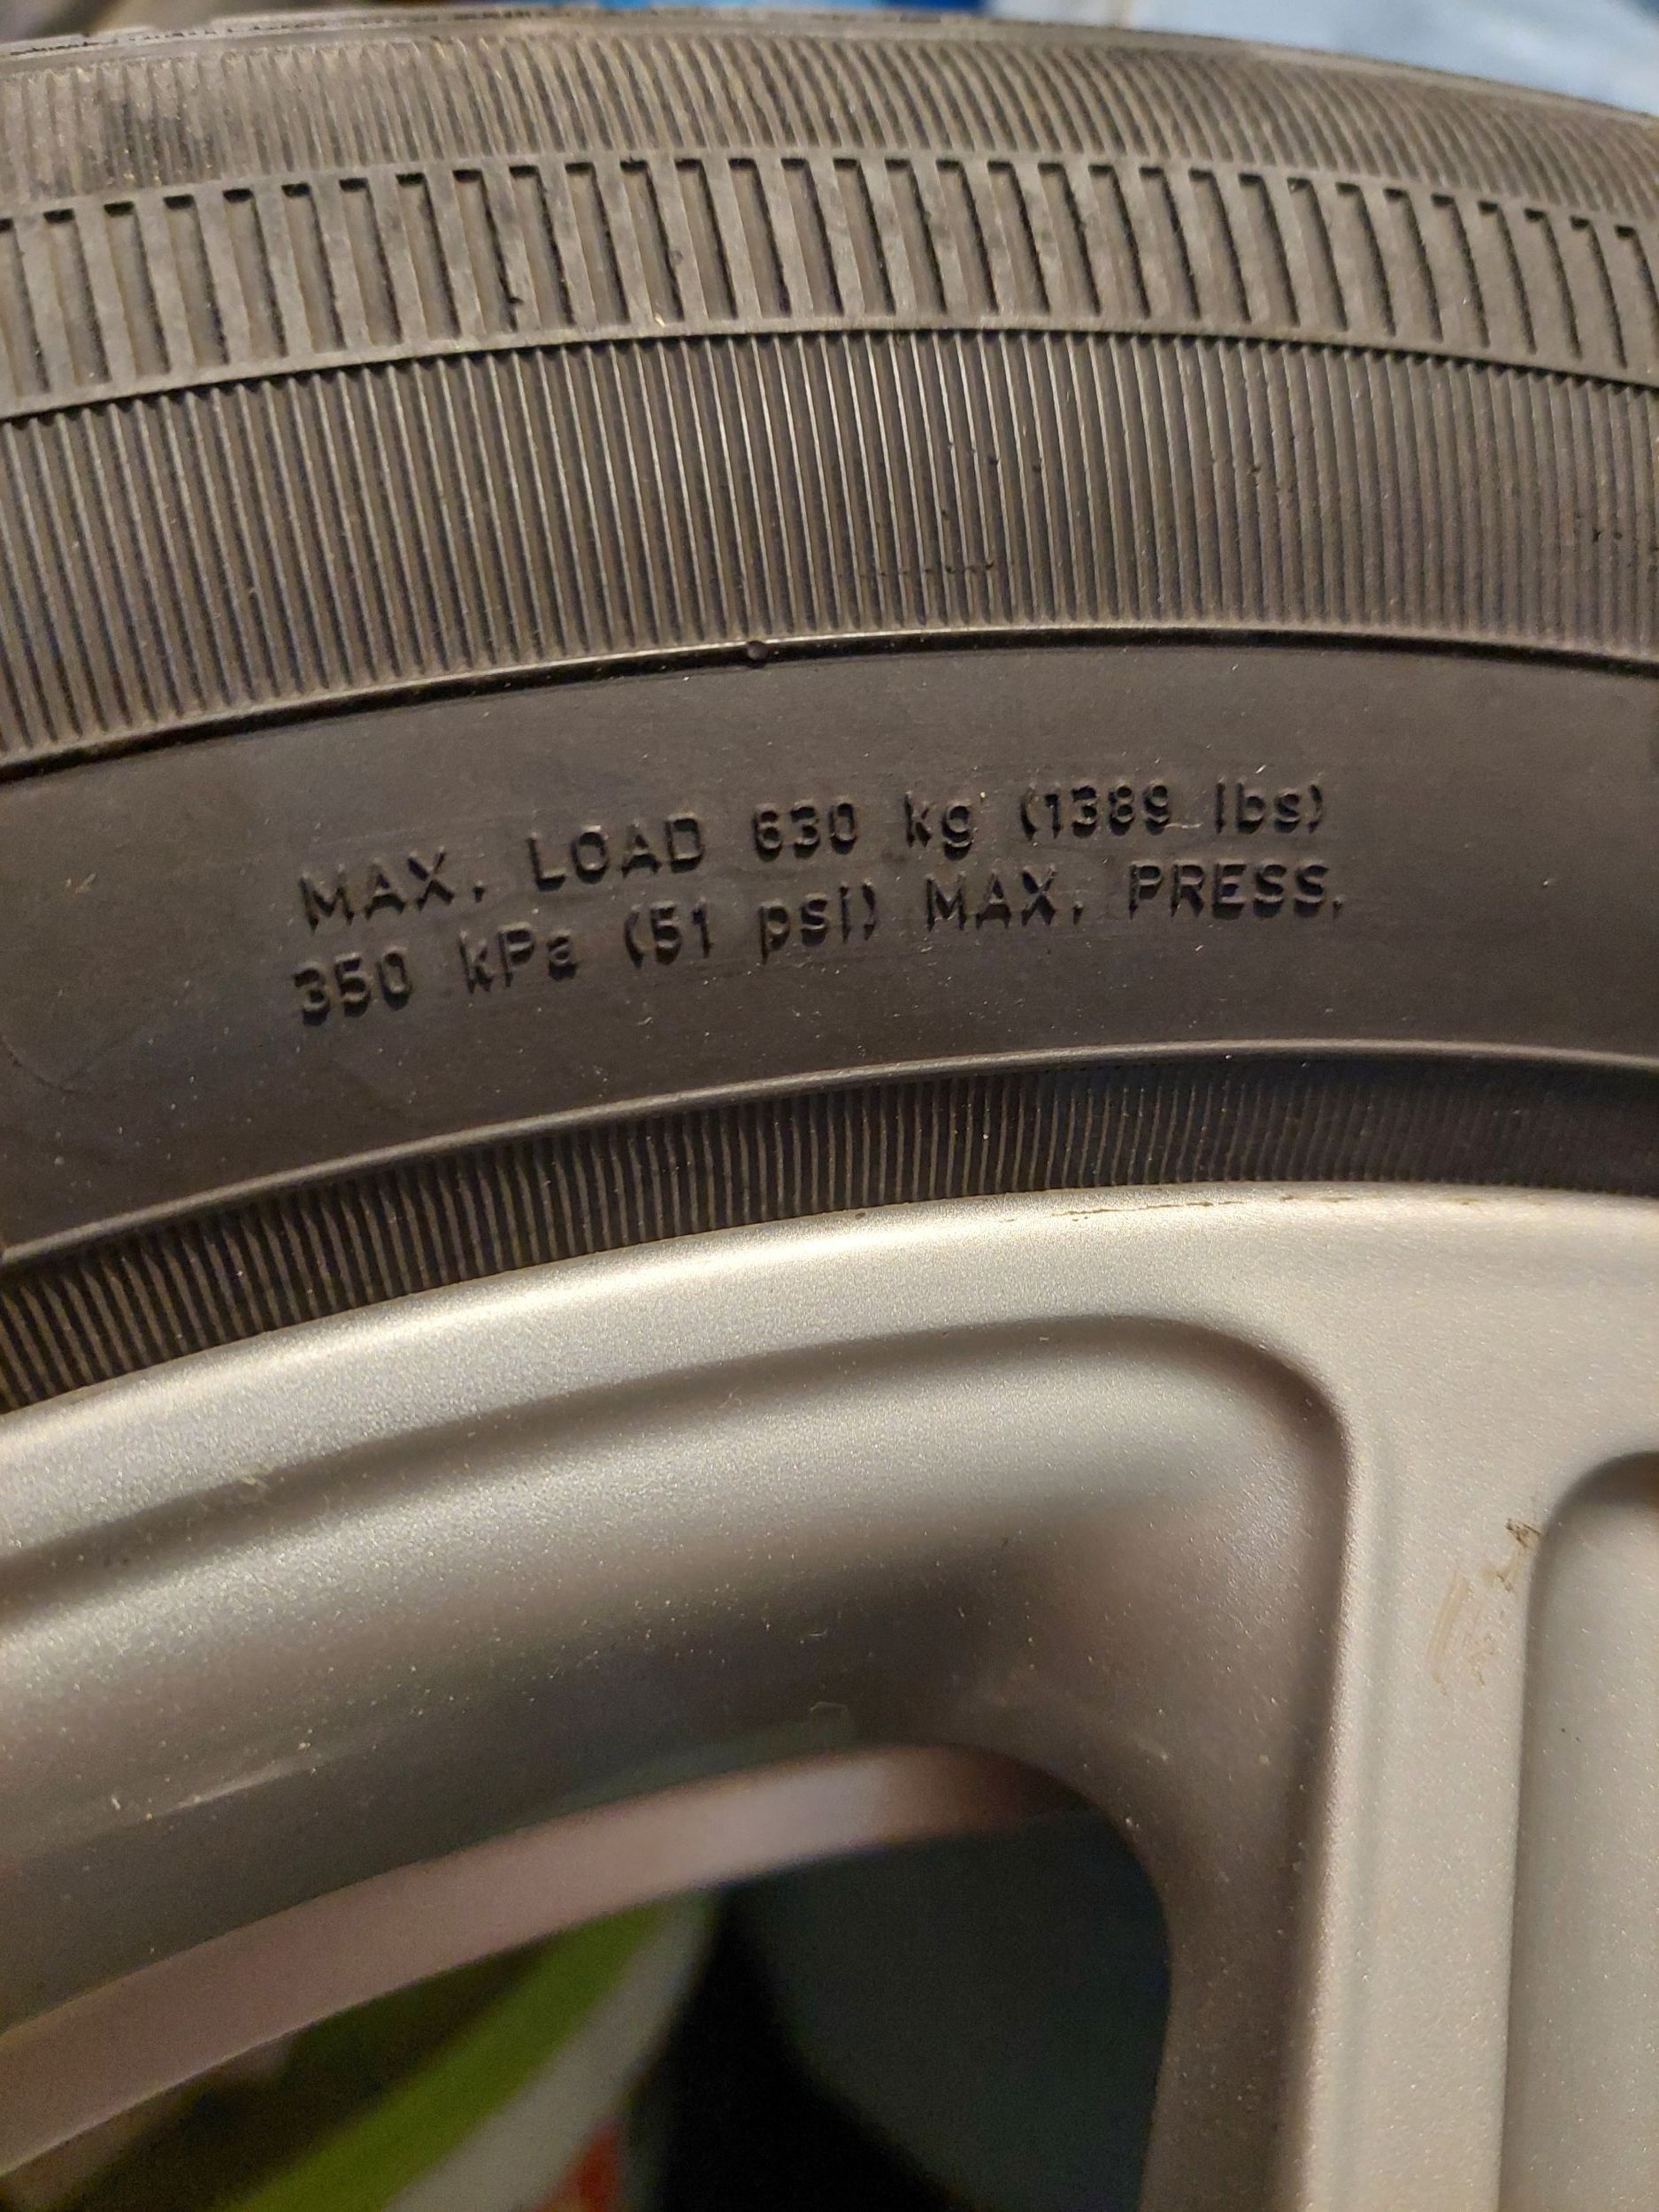 MAX. LOAD 630 kg (1389 lbs)
350 kPa (51 psi) MAX. PRESS.